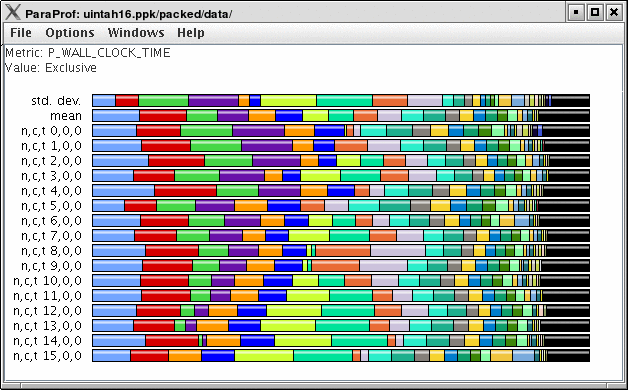 ParaProf: uintah16.ppk/packed/data/
File Options Windows Help
Metric: P_WALL_CLOCK_TIME
Value: Exclusive
std. dev.
mean
n,c,t 0,0,0
n,c,t 1,0,0
n,c,t 2,0,0
n,c,t 3,0,0
n,c,t 4,0,0
n,c,t 5,0,0
n,c,t 6,0,0
n,c,t 7,0,0
n,c,t 8,0,0
n,c,t 9,0,0
n,c,t 10,0,0
n,c,t 11,0,0
n,c,t 12,0,0
n,c,t 13,0,0
n,c,t 14,0,0
n,c,t 15,0,0